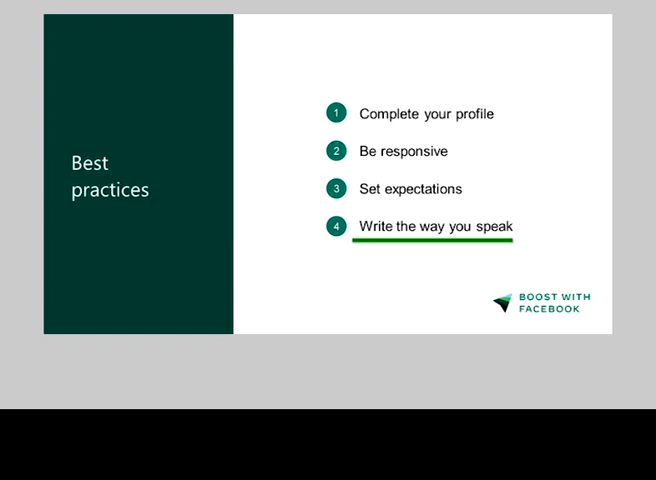 Best
practices
1 Complete your profile
2 Be responsive
3 Set expectations
4 Write the way you speak
BOOST WITH
FACEBOOK